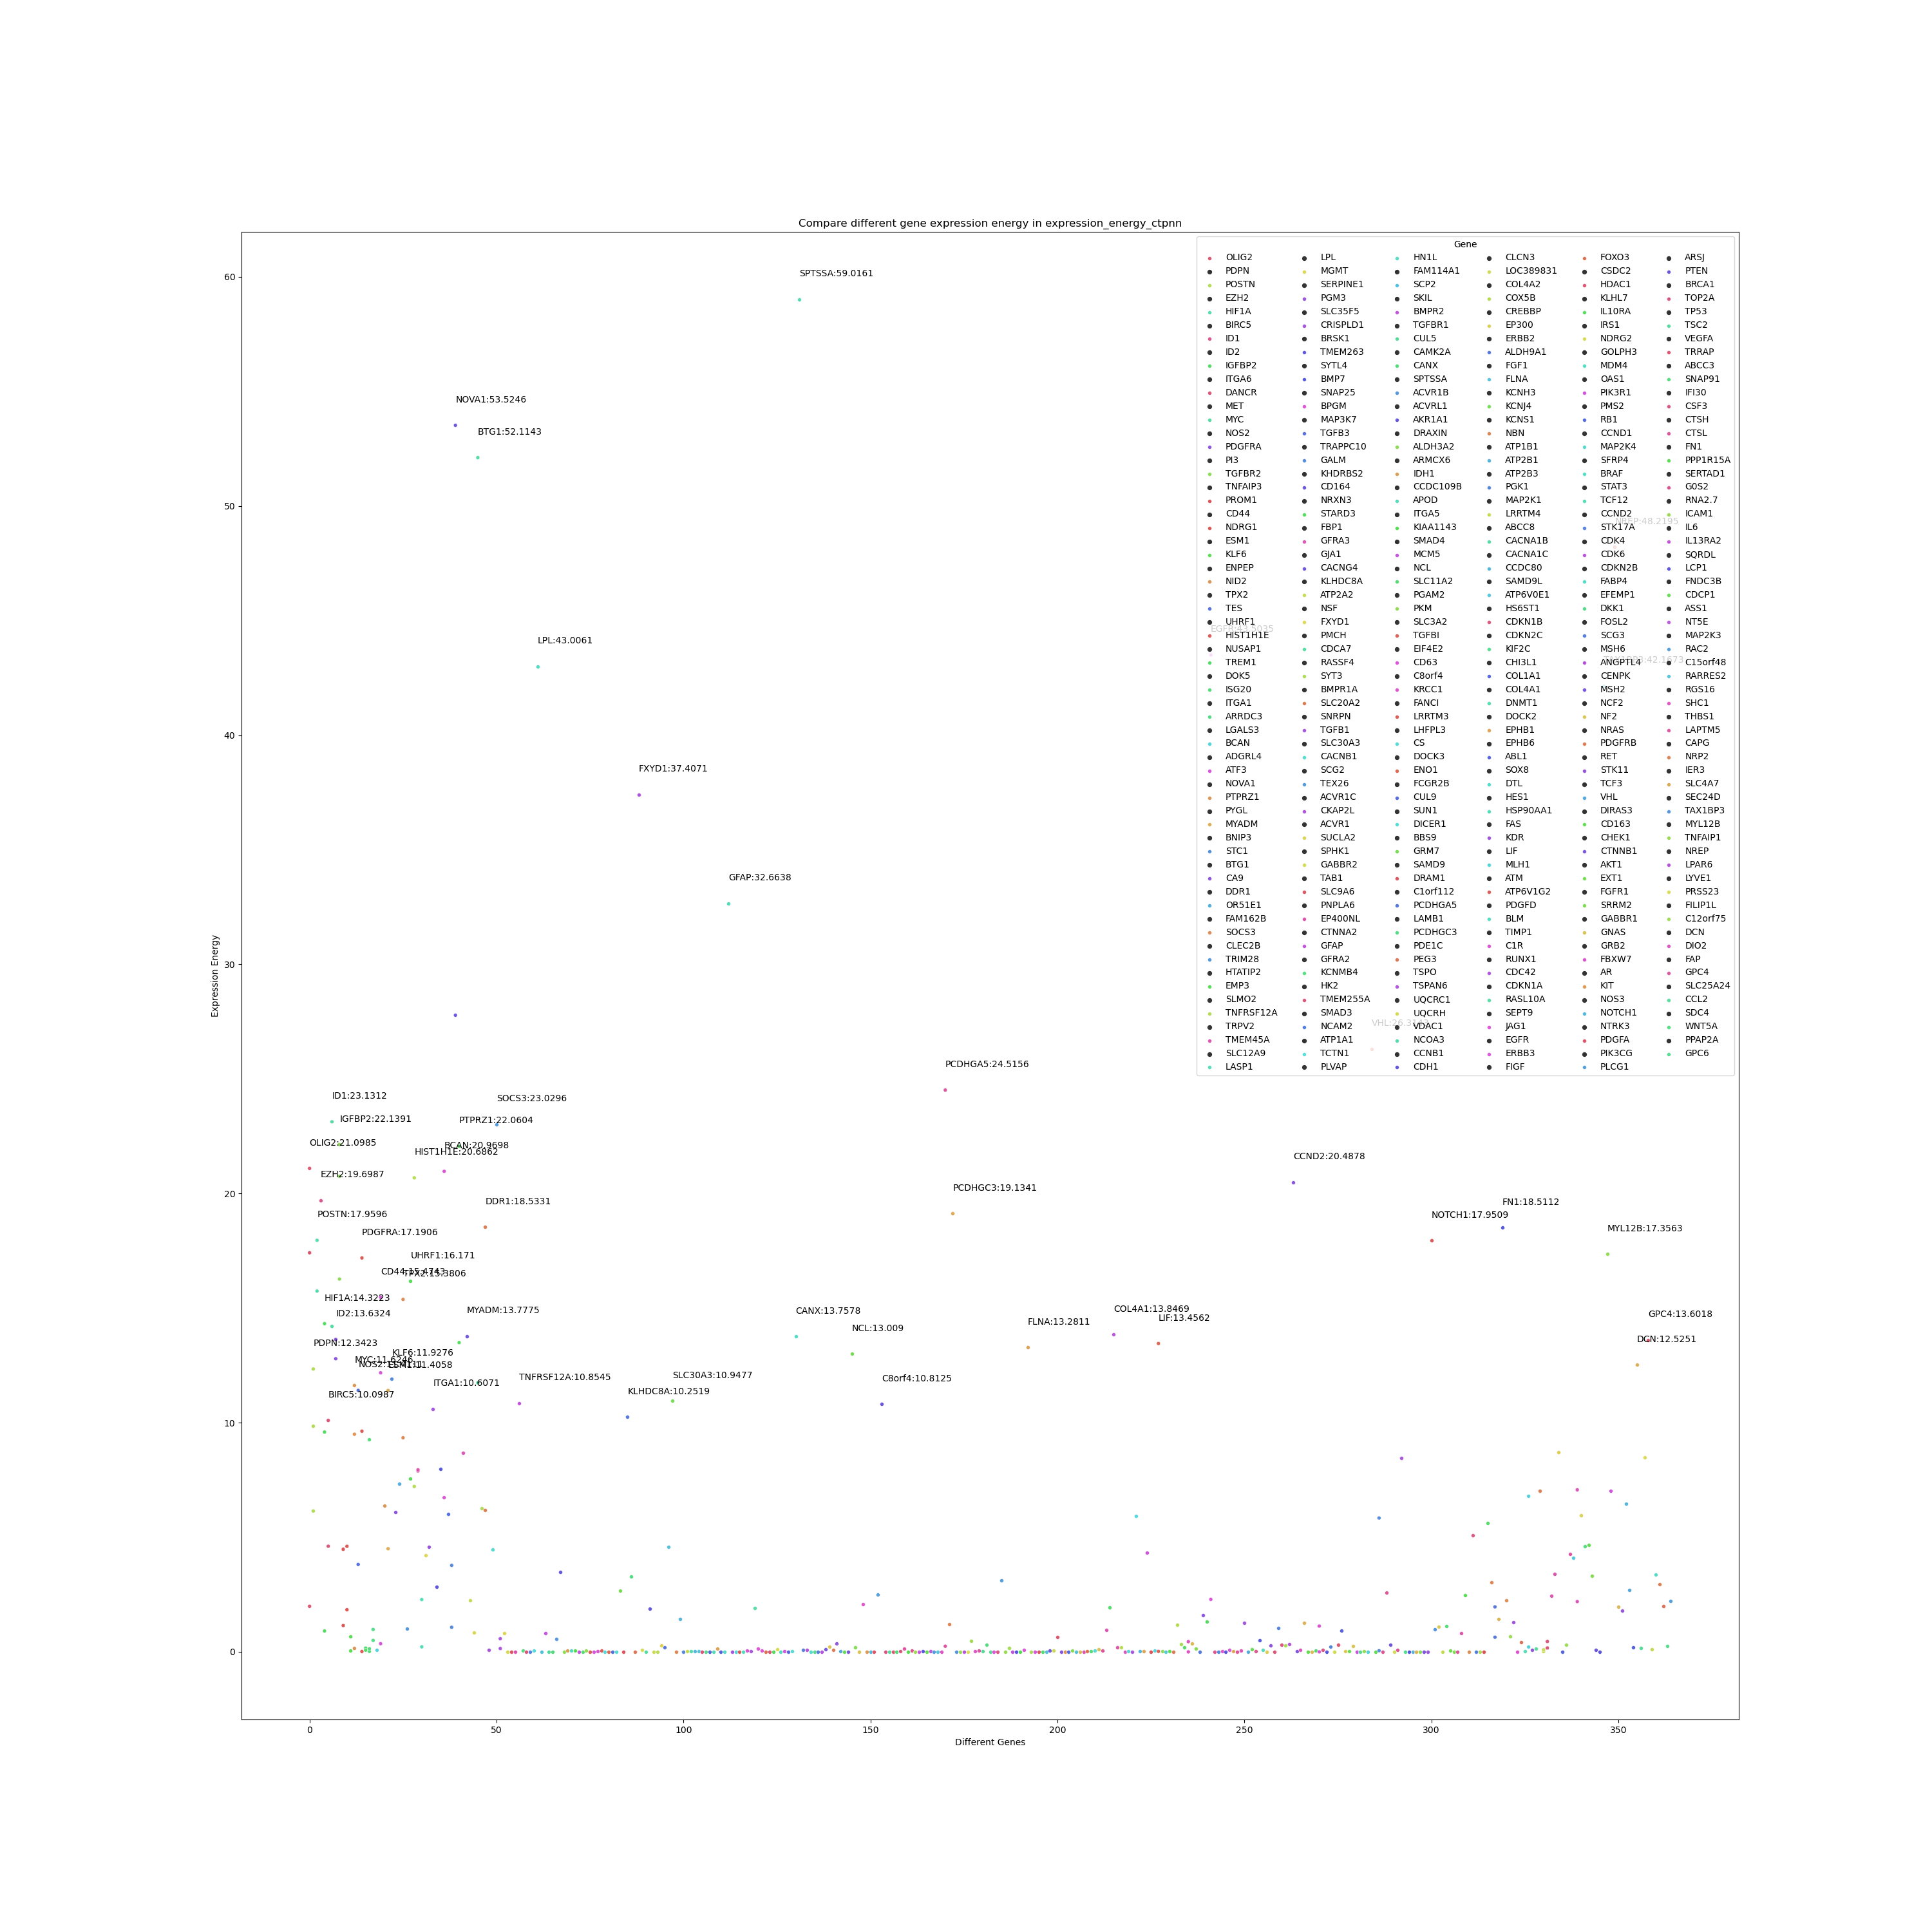 Compare different gene expression energy in expression_energy_ctpnn
Gene
OLIG2 LPL HN1L CLCN3 FOXO3 ARSJ
PDPN MGMT FAM114A1 LOC389831 CSDC2 PTEN
POSTN SERPINE1 SCP2 COL4A2 HDAC1 BRCA1
EZH2 PGM3 SKIL COX5B KLHL7 TOP2A
HIF1A SLC35F5 BMPR2 CREBBP IL10RA TP53
BIRC5 CRISPLD1 TGFBR1 EP300 IRS1 TSC2
ID1 BRSK1 CUL5 ERBB2 NDRG2 VEGFA
ID2 TMEM263 CAMK2A ALDH9A1 GOLPH3 TRRAP
IGFBP2 SYTL4 CANX FGF1 MDM4 ABCC3
ITGA6 BMP7 SPTSSA FLNA OAS1 SNAP91
DANCR SNAP25 ACVR1B KCNH3 PIK3R1 IFI30
MET BPGM ACVRL1 KCNJ4 PMS2 CSF3
MYC MAP3K7 AKR1A1 KCNS1 RB1 CTSH
NOS2 TGFB3 DRAXIN NBN CCND1 CTSL
PDGFRA TRAPPC10 ALDH3A2 ATP1B1 MAP2K4 FN1
PI3 GALM ARMCX6 ATP2B1 SFRP4 PPP1R15A
TGFBR2 KHDRBS2 IDH1 ATP2B3 BRAF SERTAD1
TNFAIP3 CD164 CCDC109B PGK1 STAT3 G0S2
PROM1 NRXN3 APOD MAP2K1 TCF12 RNA2.7
CD44 STARD3 ITGA5 LRRTM4 CCND2 ICAM1
NDRG1 FBP1 KIAA1143 ABCC8 STK17A IL6
ESM1 GFRA3 SMAD4 CACNA1B CDK4 IL13RA2
KLF6 GJA1 MCM5 CACNA1C CDK6 SQRDL
ENPEP CACNG4 NCL CCDC80 CDKN2B LCP1
NID2 KLHDC8A SLC11A2 SAMD9L FABP4 FNDC3B
TPX2 ATP2A2 PGAM2 ATP6V0E1 EFEMP1 CDCP1
TES NSF PKM HS6ST1 DKK1 ASS1
UHRF1 FXYD1 SLC3A2 CDKN1B FOSL2 NT5E
HIST1H1E PMCH TGFBI CDKN2C SCG3 MAP2K3
NUSAP1 CDCA7 EIF4E2 KIF2C MSH6 RAC2
TREM1 RASSF4 CD63 CHI3L1 ANGPTL4 C15orf48
DOK5 SYT3 C8orf4 COL1A1 CENPK RARRES2
ISG20 BMPR1A KRCC1 COL4A1 MSH2 RGS16
ITGA1 SLC20A2 FANCI DNMT1 NCF2 SHC1
ARRDC3 SNRPN LRRTM3 DOCK2 NF2 THBS1
LGALS3 TGFB1 LHFPL3 EPHB1 NRAS LAPTM5
BCAN SLC30A3 CS EPHB6 PDGFRB CAPG
ADGRL4 CACNB1 DOCK3 ABL1 RET NRP2
ATF3 SCG2 ENO1 SOX8 STK11 IER3
NOVA1 TEX26 FCGR2B DTL TCF3 SLC4A7
PTPRZ1 ACVR1C CUL9 HES1 VHL SEC24D
PYGL CKAP2L SUN1 HSP90AA1 DIRAS3 TAX1BP3
MYADM ACVR1 DICER1 FAS CD163 MYL12B
BNIP3 SUCLA2 BBS9 KDR CHEK1 TNFAIP1
STC1 SPHK1 GRM7 LIF CTNNB1 NREP
BTG1 GABBR2 SAMD9 MLH1 AKT1 LPAR6
CA9 TAB1 DRAM1 ATM EXT1 LYVE1
DDR1 SLC9A6 C1orf112 ATP6V1G2 FGFR1 PRSS23
OR51E1 PNPLA6 PCDHGA5 PDGFD SRRM2 FILIP1L
FAM162B EP400NL LAMB1 BLM GABBR1 C12orf75
SOCS3 CTNNA2 PCDHGC3 TIMP1 GNAS DCN
CLEC2B GFAP PDE1C C1R GRB2 DIO2
TRIM28 GFRA2 PEG3 RUNX1 FBXW7 FAP
HTATIP2 KCNMB4 TSPO CDC42 AR GPC4
EMP3 HK2 TSPAN6 CDKN1A KIT SLC25A24
SLMO2 TMEM255A UQCRC1 RASL10A NOS3 CCL2
TNFRSF12A SMAD3 UQCRH SEPT9 NOTCH1 SDC4
TRPV2 NCAM2 VDAC1 JAG1 NTRK3 WNT5A
TMEM45A ATP1A1 NCOA3 EGFR PDGFA PPAP2A
SLC12A9 TCTN1 CCNB1 ERBB3 PIK3CG GPC6
LASP1 PLVAP CDH1 FIGF PLCG1
SPTSSA:59.0161
NOVA1:53.5246
BTG1:52.1143
NREP:48.2195
LPL:43.0061
FXYD1:37.4071
GFAP:32.6638
PCDHGA5:24.5156
ID1:23.1312
SOCS3:23.0296
IGFBP2:22.1391
PTPRZ1:22.0604
OLIG2:21.0985
BCAN:20.9698
HIST1H1E:20.6862
CCND2:20.4878
EZH2:19.6987
PCDHGC3:19.1341
DDR1:18.5331
FN1:18.5112
POSTN:17.9596
NOTCH1:17.9509
MYL12B:17.3563
PDGFRA:17.1906
UHRF1:16.171
CD44:15.4743
TPX2:15.3806
HIF1A:14.3223
ID2:13.6324
MYADM:13.7775
CANX:13.7578
COL4A1:13.8469
LIF:13.4562
GPC4:13.6018
FLNA:13.2811
NCL:13.009
PDPN:12.3423
DCN:12.5251
KLF6:11.9276
ESM1:11.4058
ITGA1:10.6071
TNFRSF12A:10.8545
SLC30A3:10.9477
KLHDC8A:10.2519
C8orf4:10.8125
BIRC5:10.0987
60
50
40
30
20
10
0
Expression Energy
0 50 100 150 200 250 300 350
Different Genes